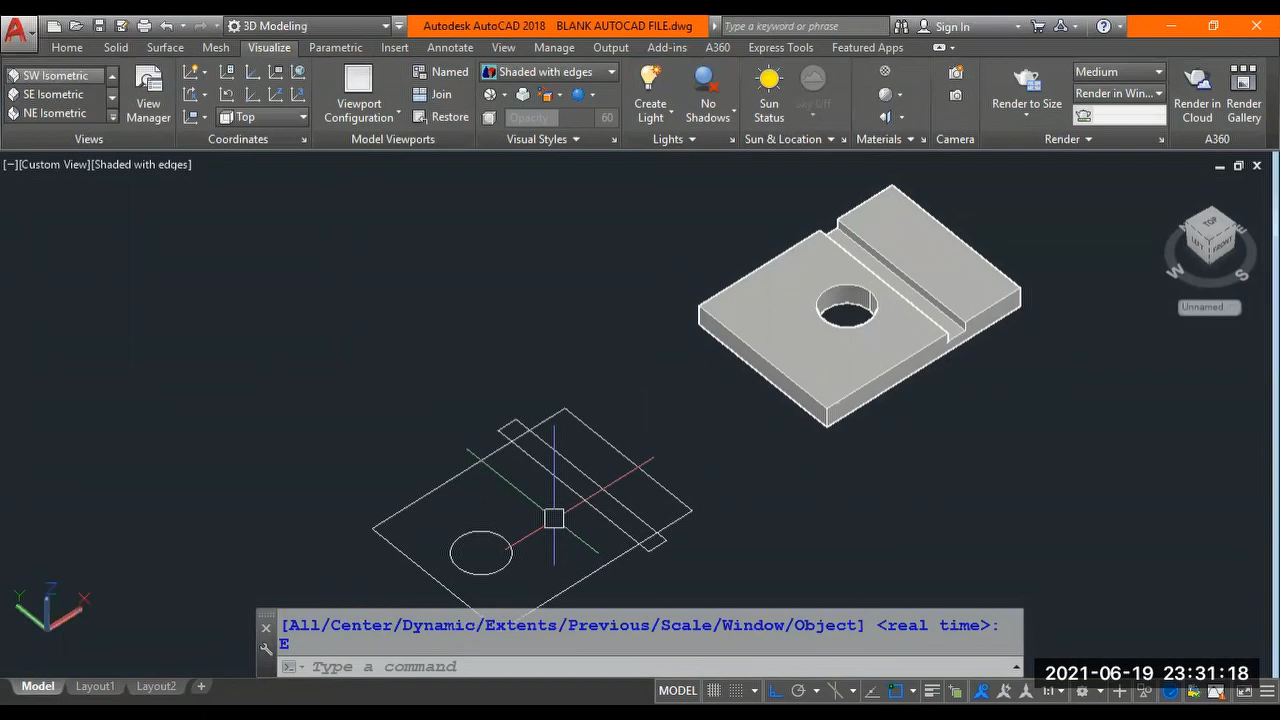 3D Modeling
Autodesk AutoCAD 2018 BLANK AUTOCAD FILE.dwg
Type a keyword or phrase
Sign In
Home Solid Surface Mesh Visualize Parametric Insert Annotate View Manage Output Add-ins A360 Express Tools Featured Apps
SW Isometric
SE Isometric
NE Isometric
View
Manager
Views
Top
Coordinates
Viewport
Configuration
Named
Join
Restore
Model Viewports
Shaded with edges
Opacity 60
Visual Styles
Create
Light
No
Shadows
Lights
Sun
Status
Sky Off
Sun & Location
Materials
Camera
Render to Size
Medium
Render in Win...
Render
Render in
Cloud
Render
Gallery
A360
[−][Custom View][Shaded with edges]
TOP
LEFT
FRONT
W
S
Unnamed
Y
Z
X
[All/Center/Dynamic/Extents/Previous/Scale/Window/Object] <real time>:
E
Type a command
2021-06-19 23:31:18
Model Layout1 Layout2 +
MODEL
1:1